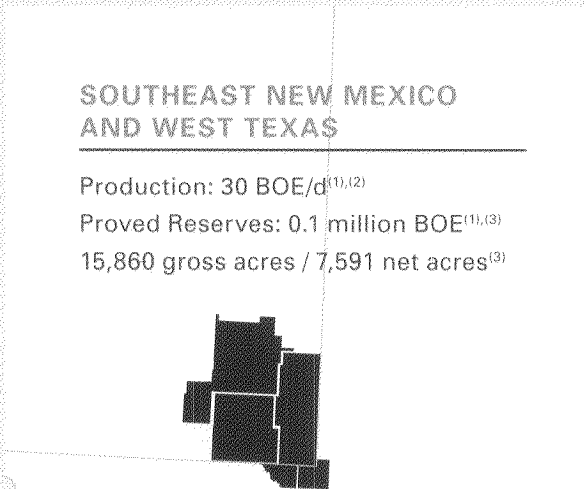 SOUTHEAST NEW MEXICO
AND WEST TEXAS
Production: 30 BOE/d(1),(2)
Proved Reserves: 0.1 million BOE(1),(3)
15,860 gross acres / 7,591 net acres(3)